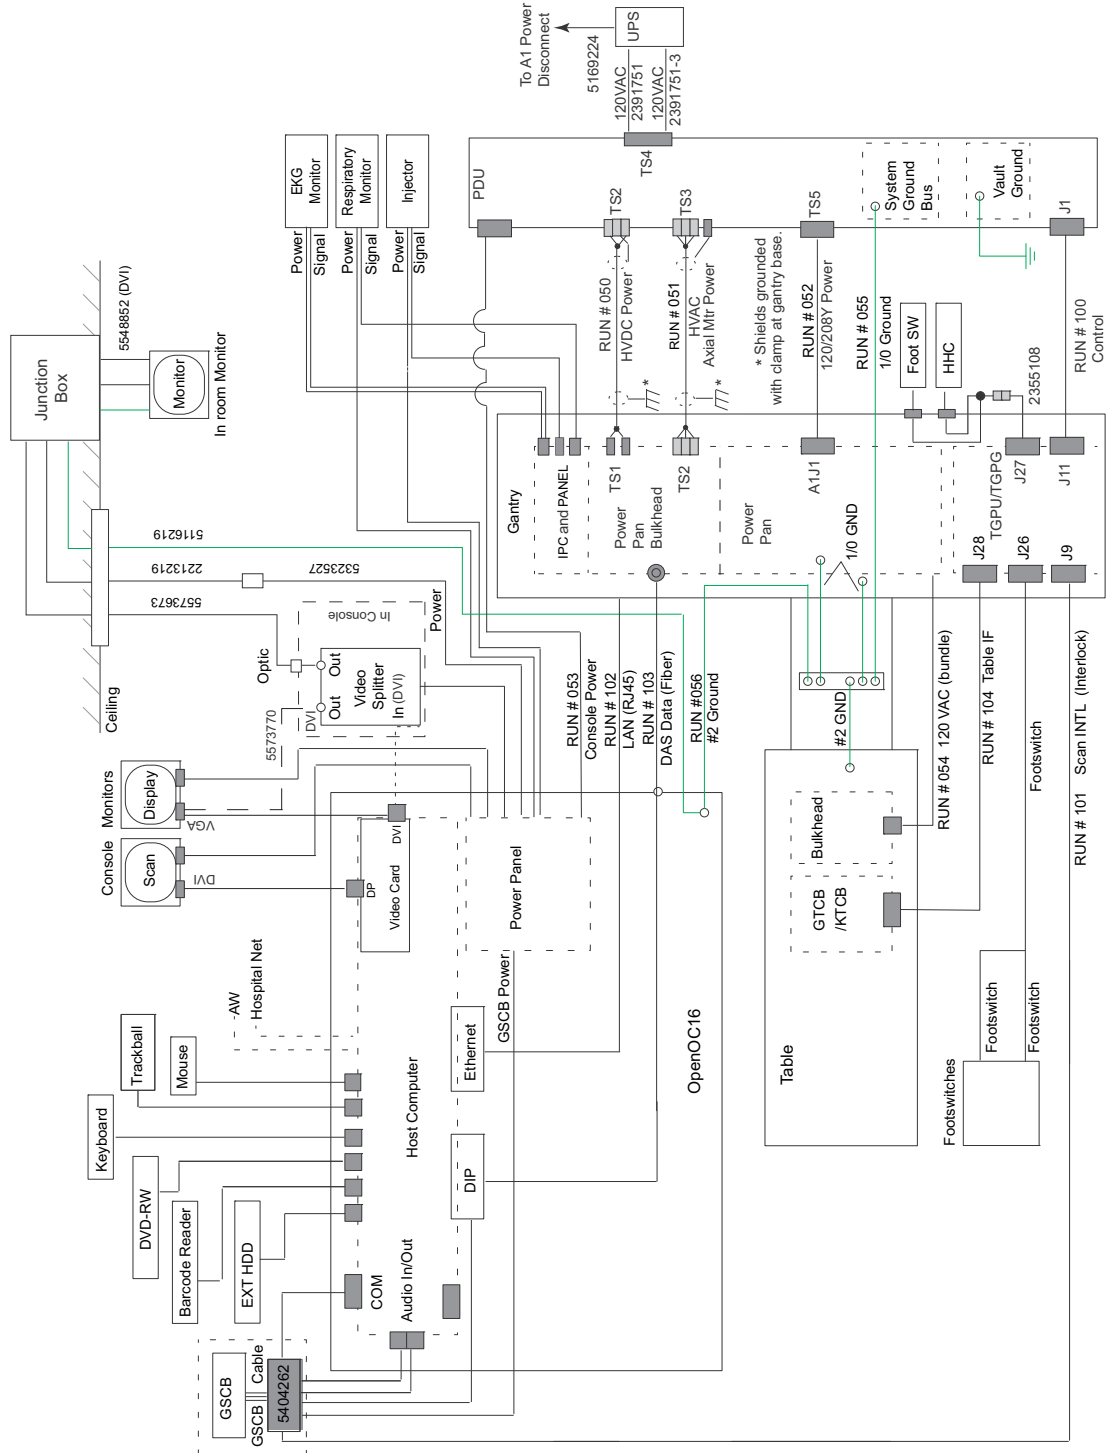 To A1 Power
Disconnect
5169224
UPS
120VAC
2391751
120VAC
2391751-3
TS4
PDU
TS2
TS3
TS5
System
Ground
Bus
Vault
Ground
J1
EKG
Monitor
Respiratory
Monitor
Injector
Power
Signal
Power
Signal
Power
Signal
RUN # 050
HVDC Power
RUN # 051
HVAC
Axial Mtr Power
* Shields grounded
with clamp at gantry base.
RUN # 052
120/208Y Power
RUN # 055
1/0 Ground
Foot SW
HHC
2355108
RUN # 100
Control
*
*
5548852 (DVI)
Junction
Box
Monitor
In room Monitor
Gantry
IPC and PANEL
TS1
Power
Pan
Bulkhead
TS2
Power
Pan
A1J1
1/0 GND
TGPU/TGPG
J27
J11
J28
J26
J9
5116219
2213219
5323527
5573673
Ceiling
In Console
Power
Optic
Out
Out
Video
Splitter
In (DVI)
DVI
5573770
RUN # 053
Console Power
RUN # 102
LAN (RJ45)
RUN # 103
DAS Data (Fiber)
RUN #056
#2 Ground
#2 GND
RUN # 054  120 VAC (bundle)
RUN # 104  Table IF
Footswitch
RUN # 101    Scan INTL  (Interlock)
Monitors
Display
VGA
Console
Scan
DVI
DVI
DP
Video Card
Power Panel
Bulkhead
GTCB
/KTCB
AW
Hospital Net
GSCB Power
Ethernet
OpenOC16
Table
Footswitch
Footswitch
Footswitches
Trackball
Mouse
Keyboard
Host Computer
DVD-RW
Barcode Reader
EXT HDD
DIP
COM
Audio In/Out
GSCB
GSCB
Cable
5404262